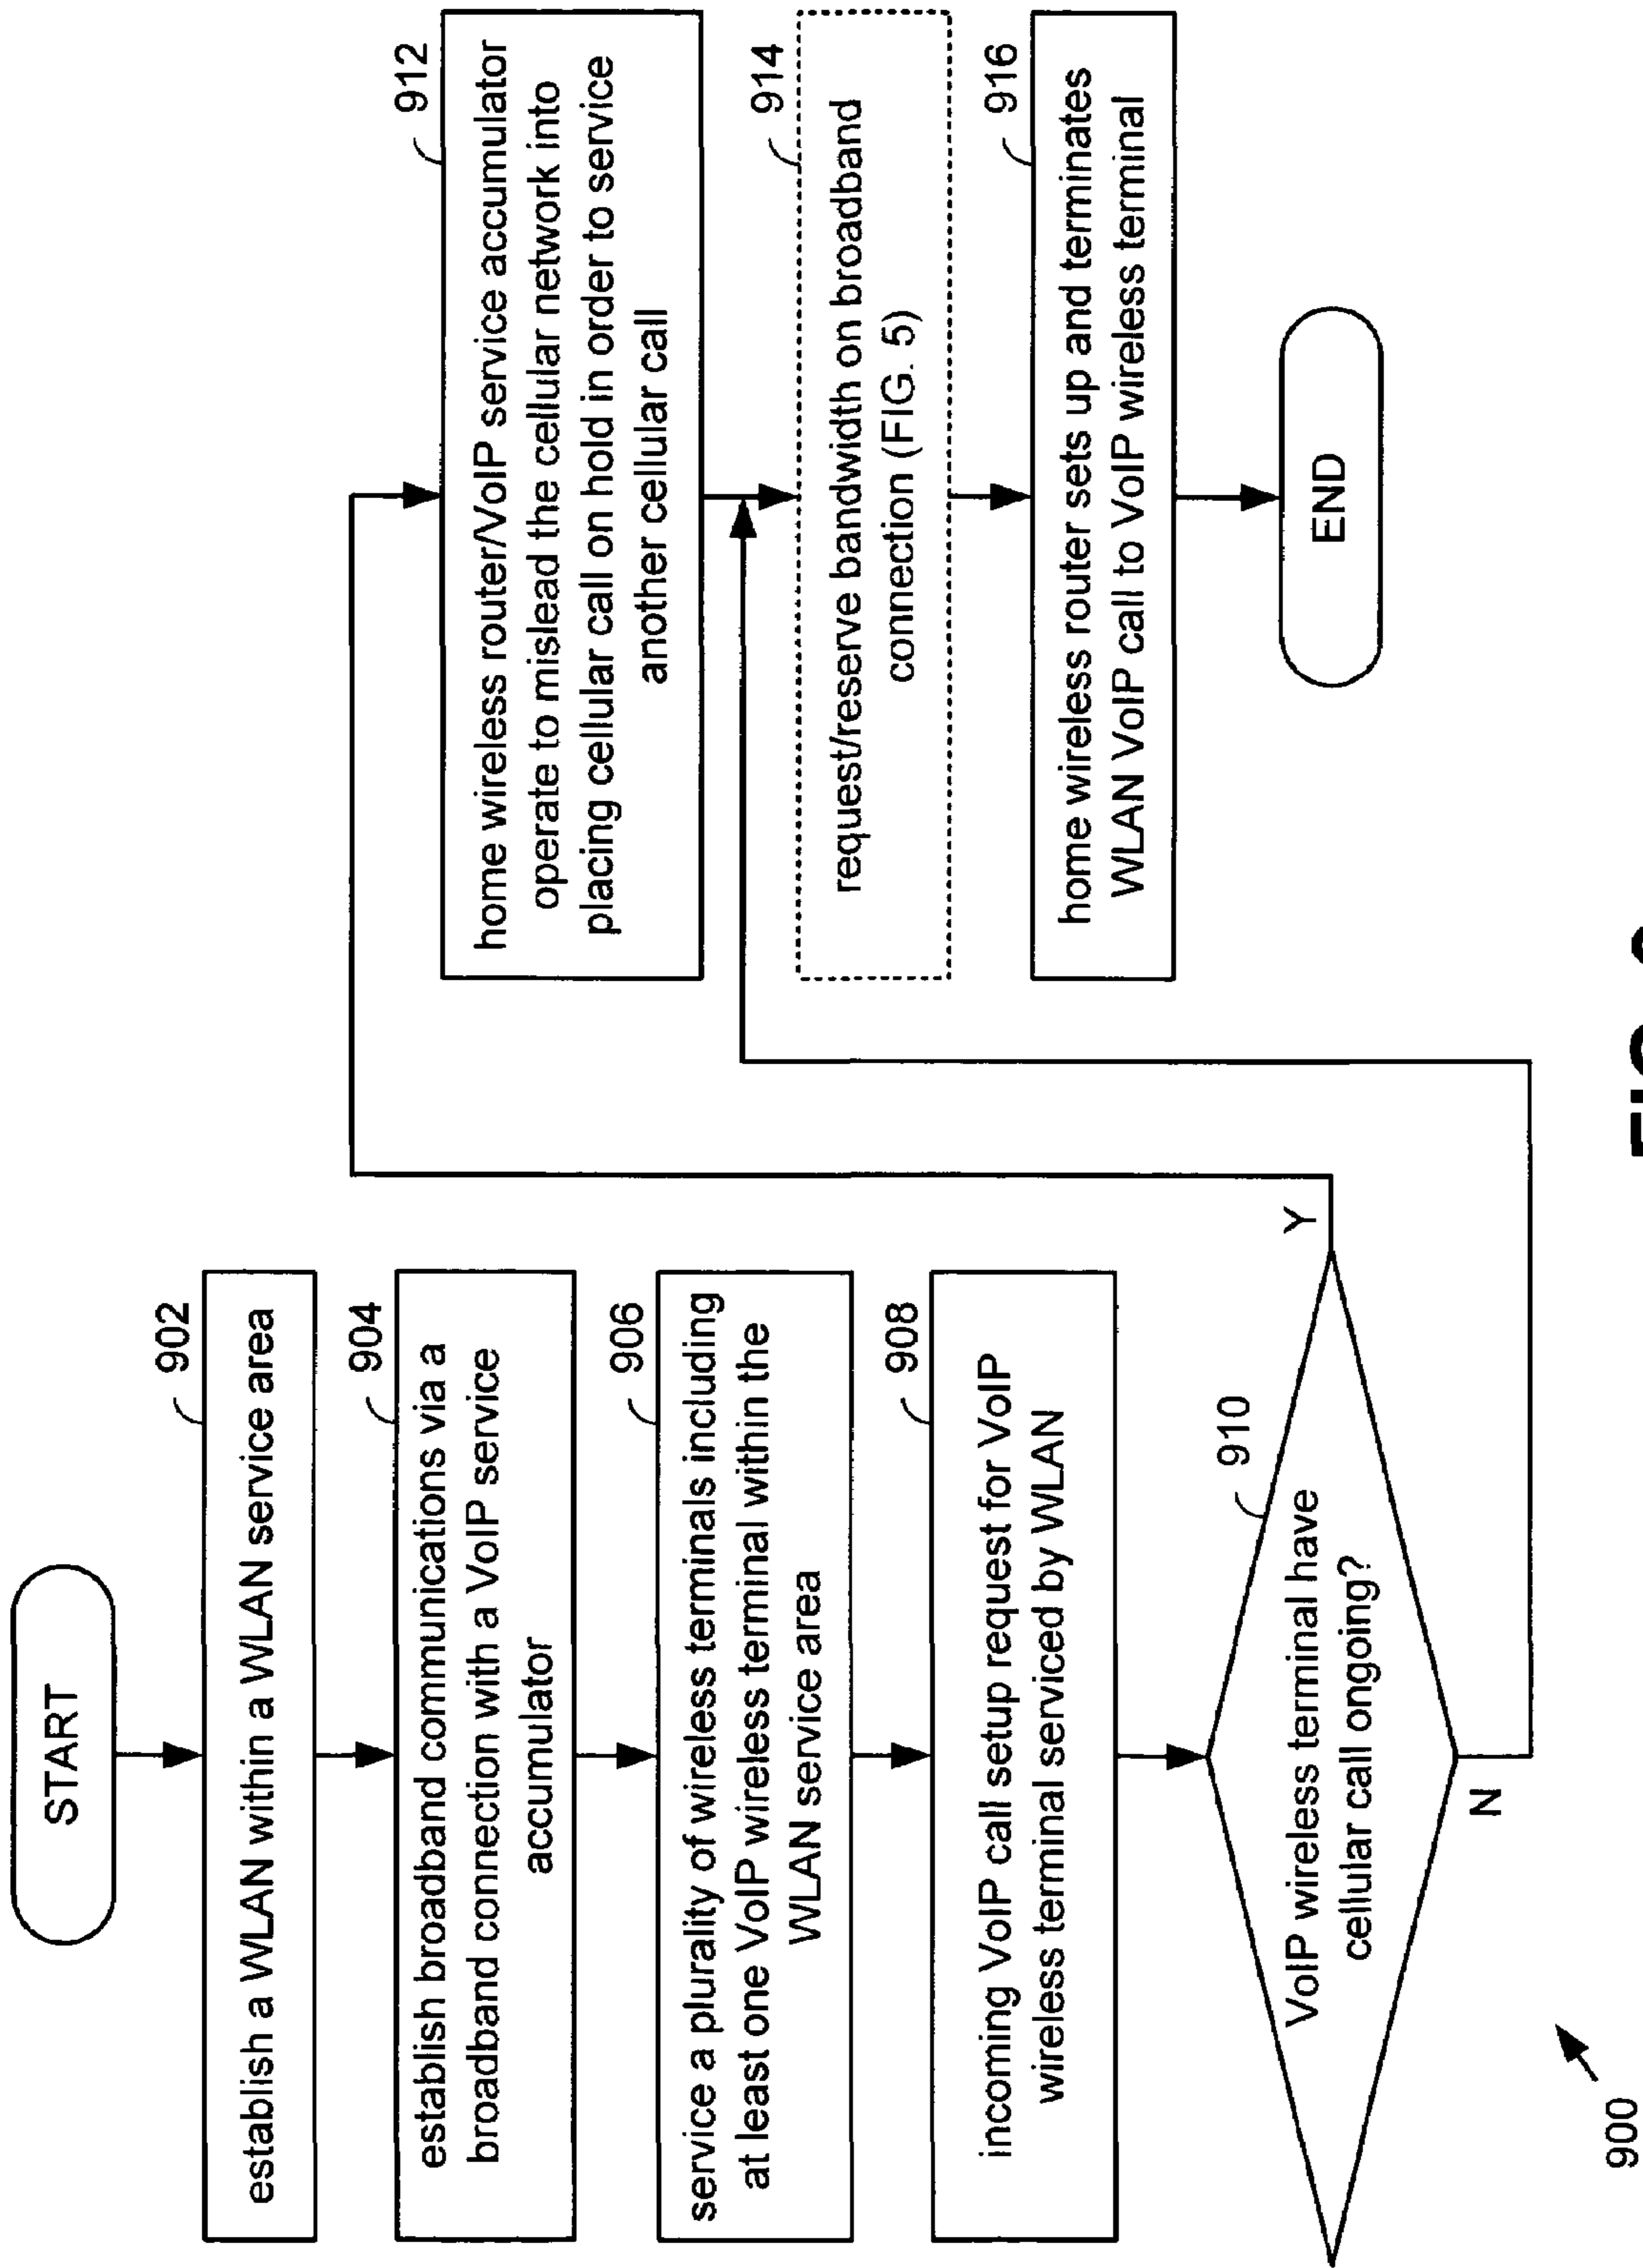 START
902
establish a WLAN within a WLAN service area
904
establish broadband communications via a
broadband connection with a VoIP service
accumulator
906
service a plurality of wireless terminals including
at least one VoIP wireless terminal within the
WLAN service area
908
incoming VoIP call setup request for VoIP
wireless terminal serviced by WLAN
910
VoIP wireless terminal have
cellular call ongoing?
Y
N
900
912
home wireless router/VoIP service accumulator
operate to mislead the cellular network into
placing cellular call on hold in order to service
another cellular call
914
request/reserve bandwidth on broadband
connection (FIG. 5)
916
home wireless router sets up and terminates
WLAN VoIP call to VoIP wireless terminal
END